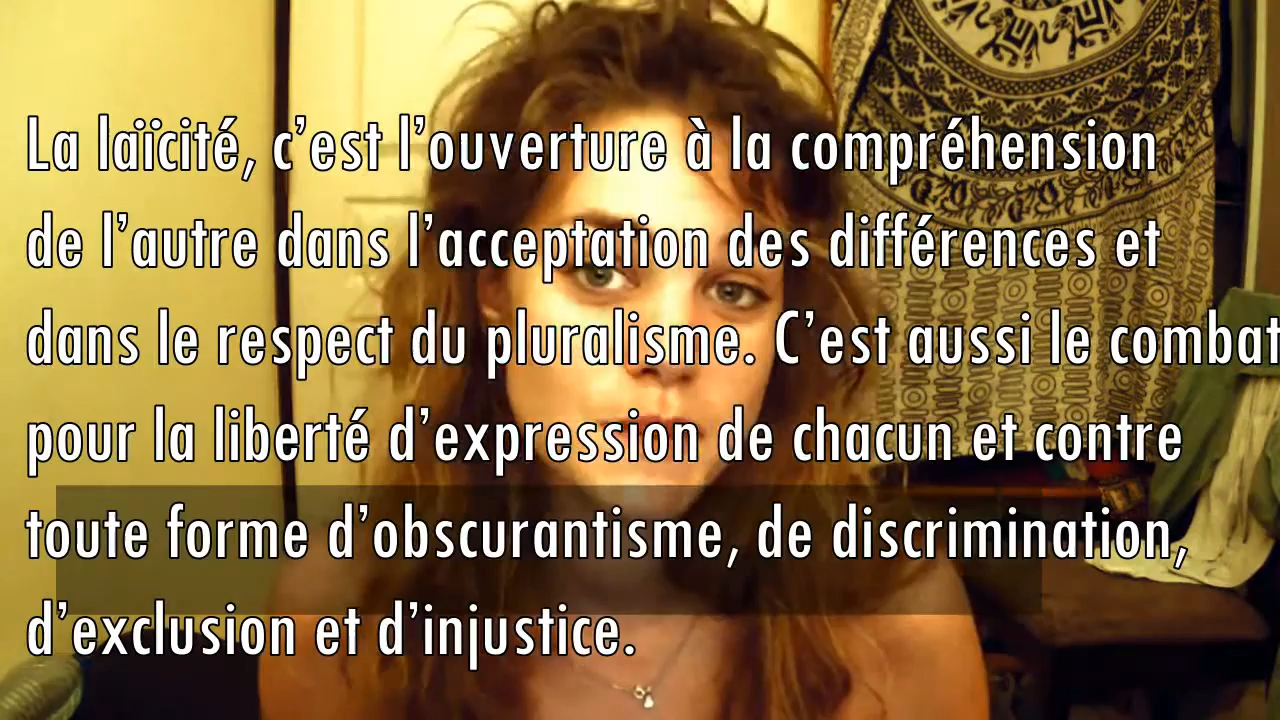 La laïcité, c’est l’ouverture à la compréhension
de l’autre dans l’acceptation des différences et
dans le respect du pluralisme. C’est aussi le combat
pour la liberté d’expression de chacun et contre
toute forme d’obscurantisme, de discrimination,
d’exclusion et d’injustice.